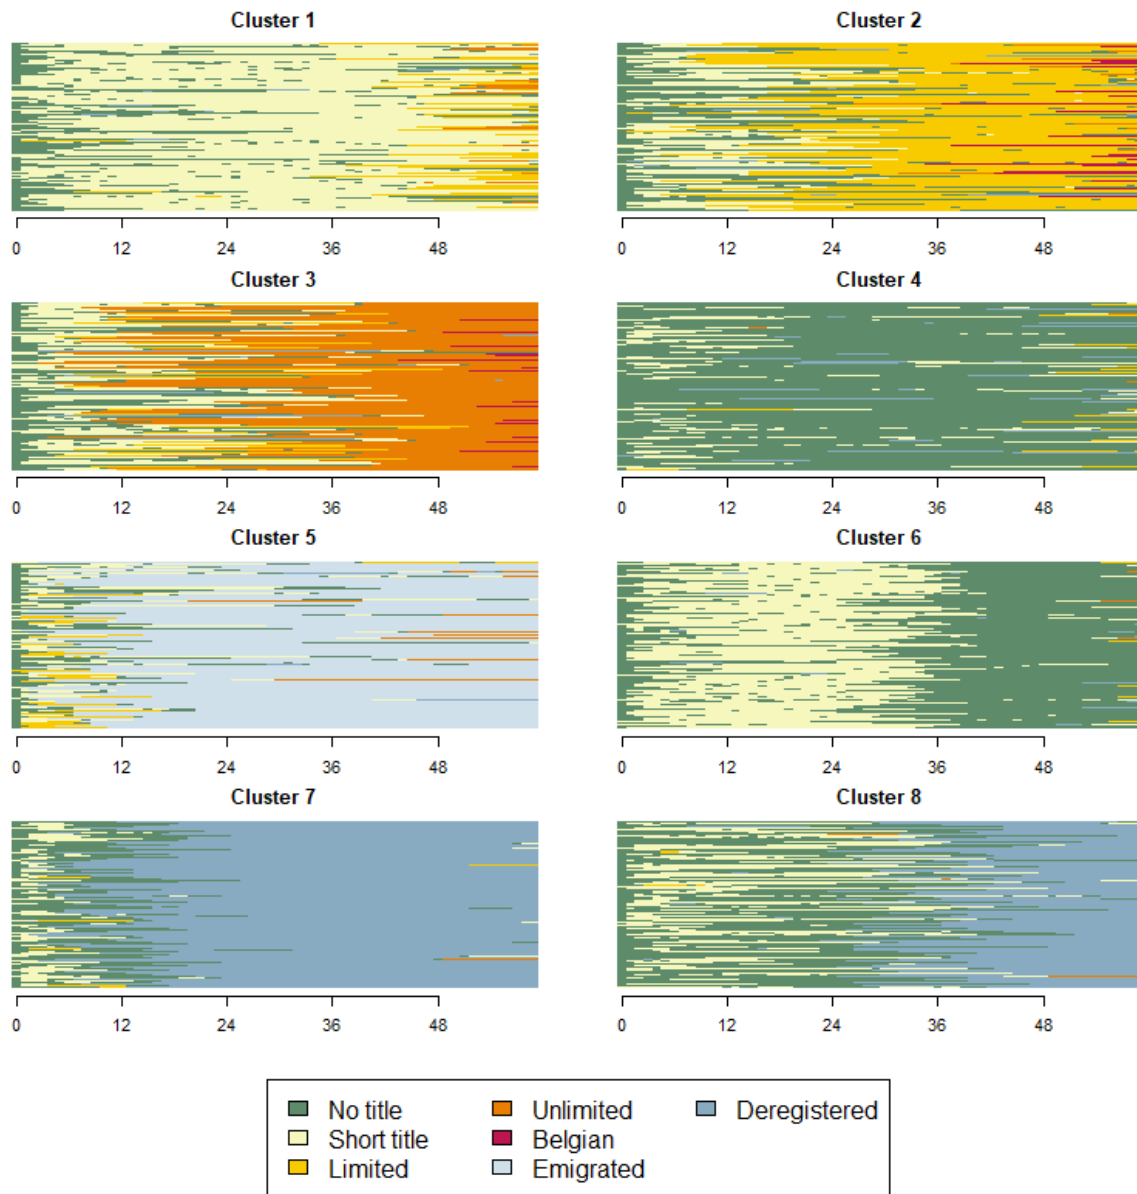 Cluster 1
Cluster 2
0 12 24 36 48
0 12 24 36 48
Cluster 3
Cluster 4
0 12 24 36 48
0 12 24 36 48
Cluster 5
Cluster 6
0 12 24 36 48
0 12 24 36 48
Cluster 7
Cluster 8
0 12 24 36 48
0 12 24 36 48
No title Unlimited Deregistered
Short title Belgian
Limited Emigrated